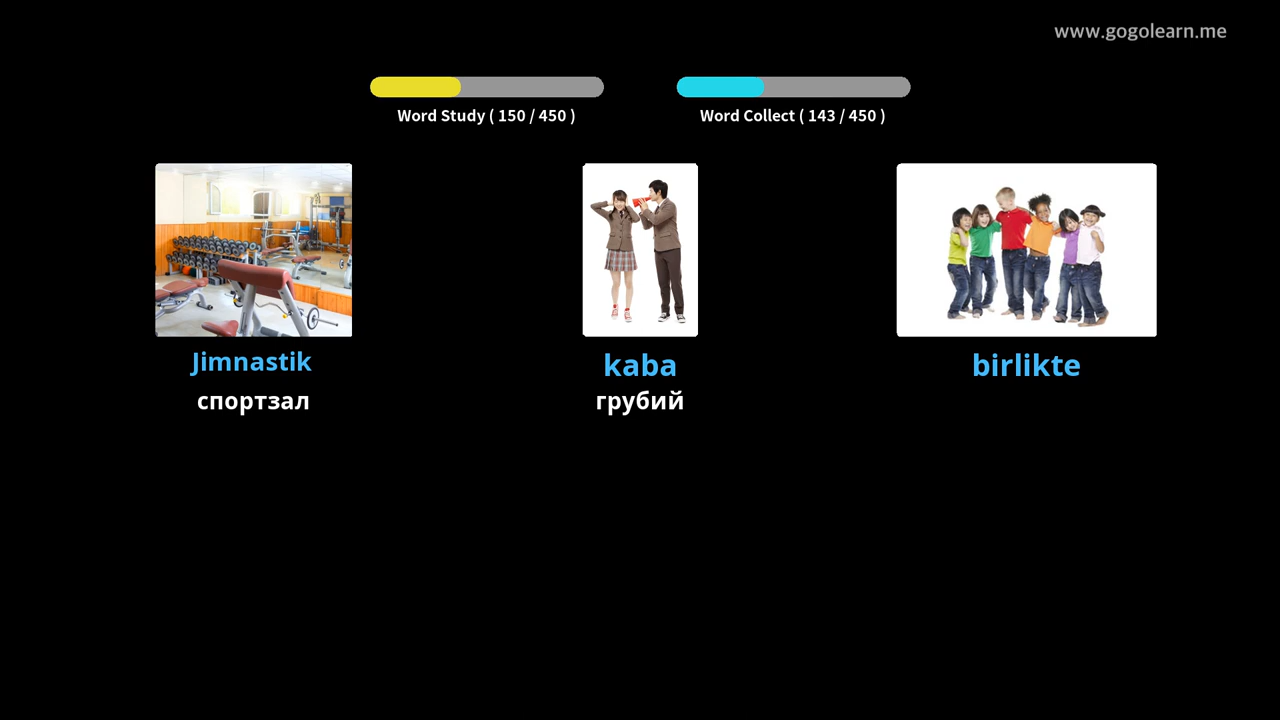 www.gogolearn.me
Word Study ( 150 / 450 )
Word Collect ( 143 / 450 )
Jimnastik
kaba
birlikte
спортзал
грубий